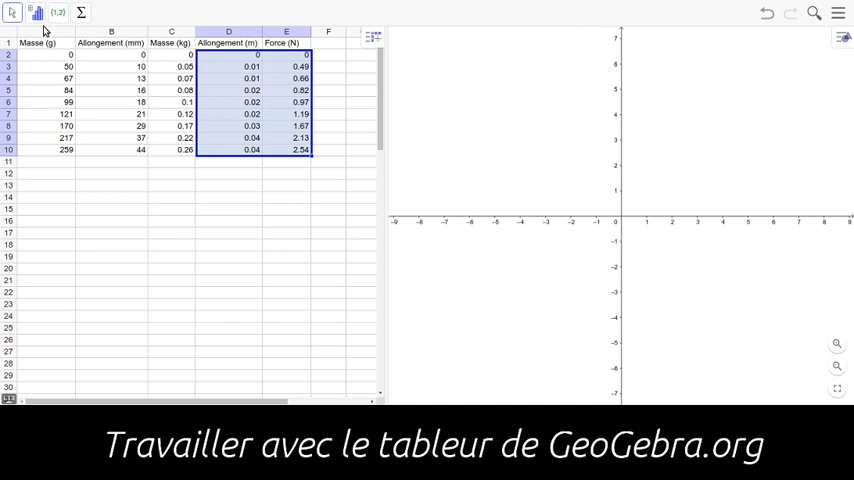 {1,2} Σ
A B C D E F
1 Masse (g) Allongement (mm) Masse (kg) Allongement (m) Force (N)
2 0 0 0 0 0
3 50 10 0.05 0.01 0.49
4 67 13 0.07 0.01 0.66
5 84 16 0.08 0.02 0.82
6 99 18 0.1 0.02 0.97
7 121 21 0.12 0.02 1.19
8 170 29 0.17 0.03 1.67
9 217 37 0.22 0.04 2.13
10 259 44 0.26 0.04 2.54
11
12
13
14
15
16
17
18
19
20
21
22
23
24
25
26
27
28
29
30
7
6
5
4
3
2
1
−9 −8 −7 −6 −5 −4 −3 −2 −1 0 1 2 3 4 5 6 7 8 9
−1
−2
−3
−4
−5
−6
−7
Travailler avec le tableur de GeoGebra.org